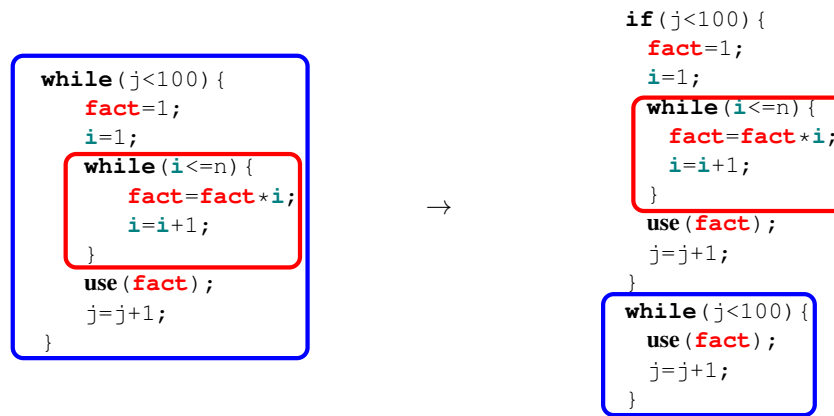 while(j<100){
fact=1;
i=1;
while(i<=n){
fact=fact*i;
i=i+1;
}
use(fact);
j=j+1;
}
→
if(j<100){
fact=1;
i=1;
while(i<=n){
fact=fact*i;
i=i+1;
}
use(fact);
j=j+1;
}
while(j<100){
use(fact);
j=j+1;
}